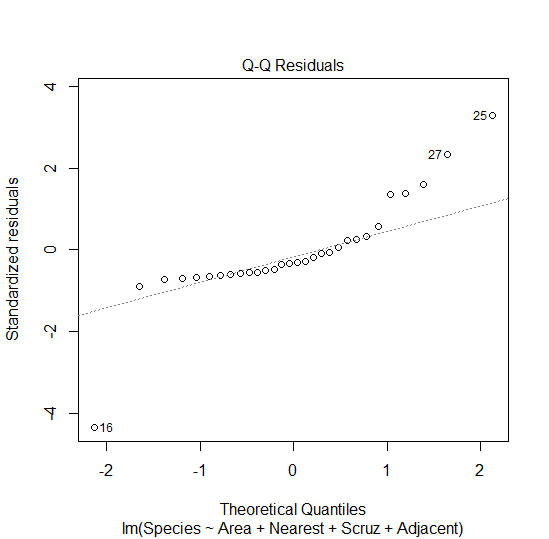 Q-Q Residuals
4
2
0
-2
-4
Standardized residuals
25
27
16
-2 -1 0 1 2
Theoretical Quantiles
lm(Species ~ Area + Nearest + Scruz + Adjacent)